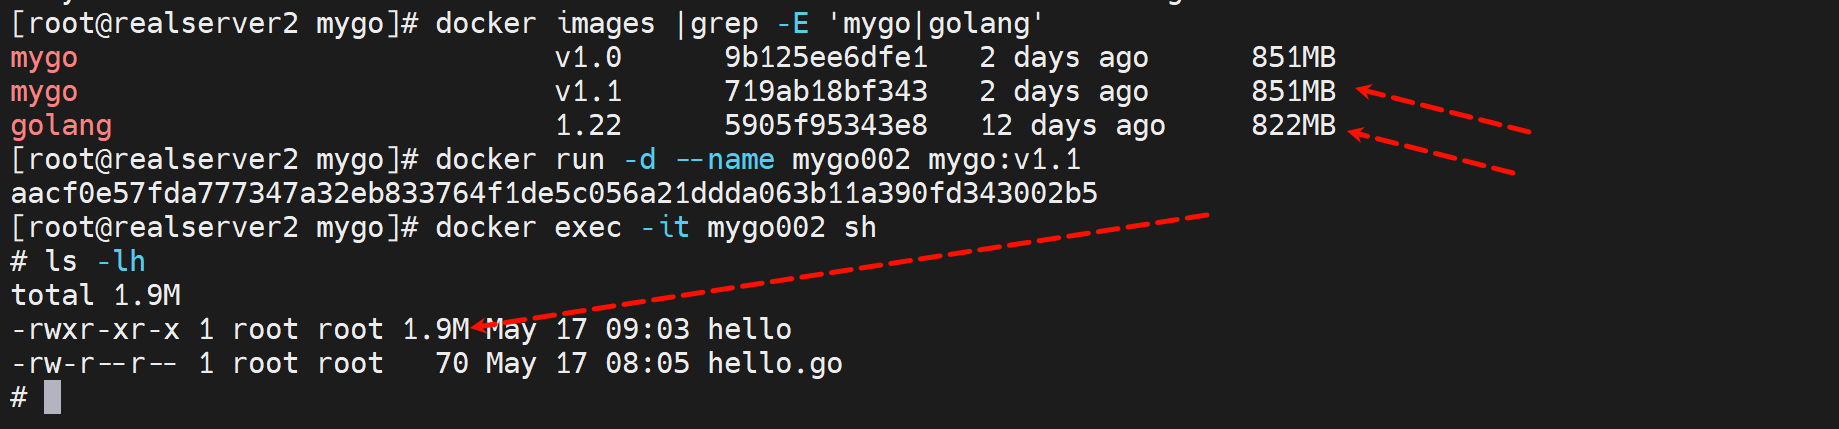 [root@realserver2 mygo]# docker images |grep -E 'mygo|golang'
mygo v1.0 9b125ee6dfe1 2 days ago 851MB
mygo v1.1 719ab18bf343 2 days ago 851MB
golang 1.22 5905f95343e8 12 days ago 822MB
[root@realserver2 mygo]# docker run -d --name mygo002 mygo:v1.1
aacf0e57fda777347a32eb833764f1de5c056a21ddda063b11a390fd343002b5
[root@realserver2 mygo]# docker exec -it mygo002 sh
# ls -lh
total 1.9M
-rwxr-xr-x 1 root root 1.9M May 17 09:03 hello
-rw-r--r-- 1 root root 70 May 17 08:05 hello.go
#